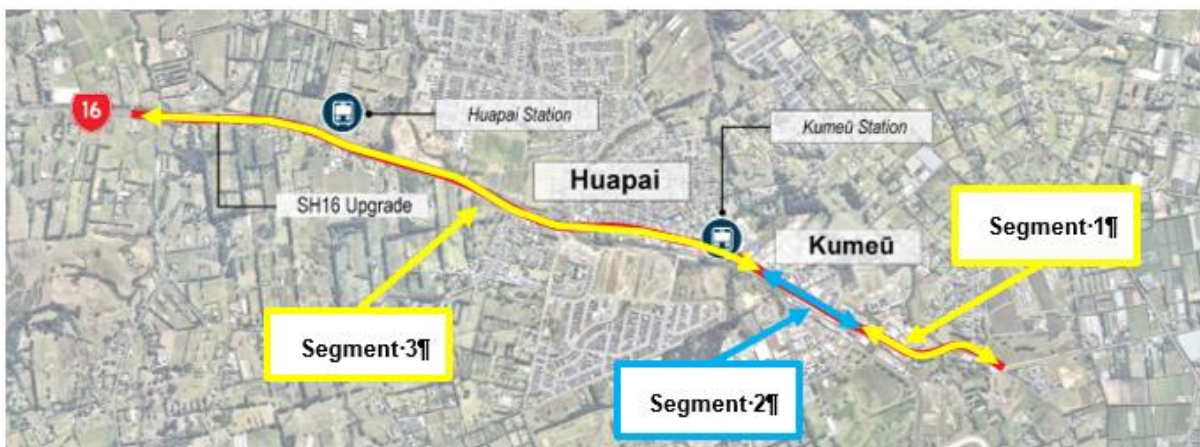 16
Huapai Station
Kumeū Station
Huapai
SH16 Upgrade
Segment·1¶
Kumeū
Segment·3¶
Segment·2¶